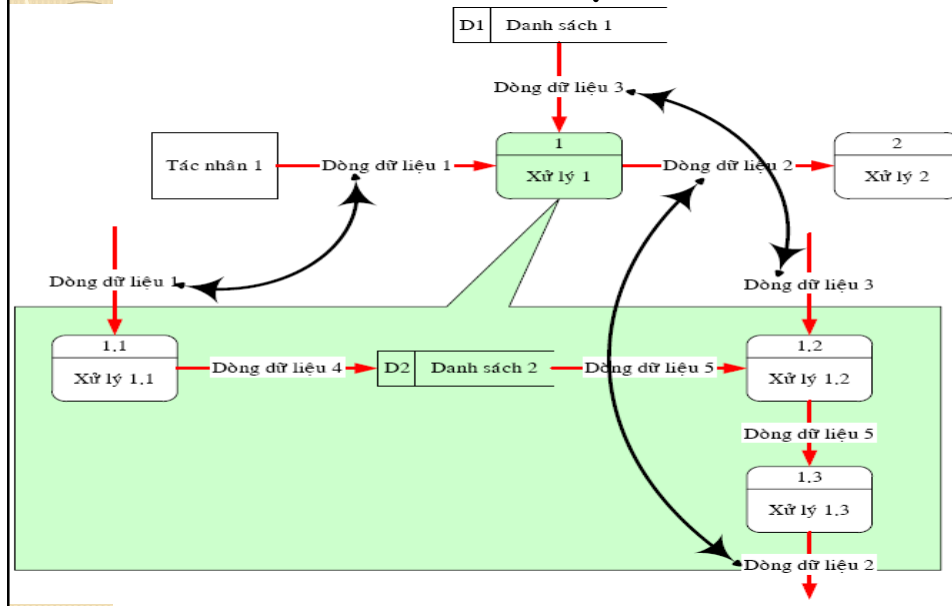 D1 Danh sách 1
Dòng dữ liệu 3
Tác nhân 1
Dòng dữ liệu 1
1
Xử lý 1
Dòng dữ liệu 2
2
Xử lý 2
Dòng dữ liệu 1
Dòng dữ liệu 3
1.1
Xử lý 1.1
Dòng dữ liệu 4
D2 Danh sách 2
Dòng dữ liệu 5
1.2
Xử lý 1.2
Dòng dữ liệu 5
1.3
Xử lý 1.3
Dòng dữ liệu 2